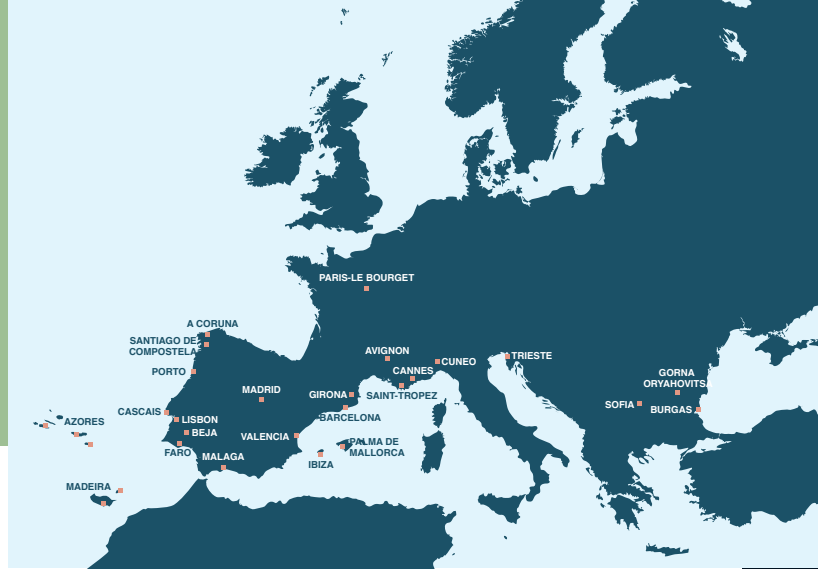 PARIS-LE BOURGET
A CORUNA
SANTIAGO DE
COMPOSTELA
AVIGNON
CUNEO
TRIESTE
PORTO
CANNES
GORNA
ORYAHOVITSA
MADRID
GIRONA
SAINT-TROPEZ
SOFIA
BURGAS
CASCAIS
LISBON
BARCELONA
AZORES
BEJA
VALENCIA
PALMA DE
MALLORCA
FARO
MALAGA
IBIZA
MADEIRA